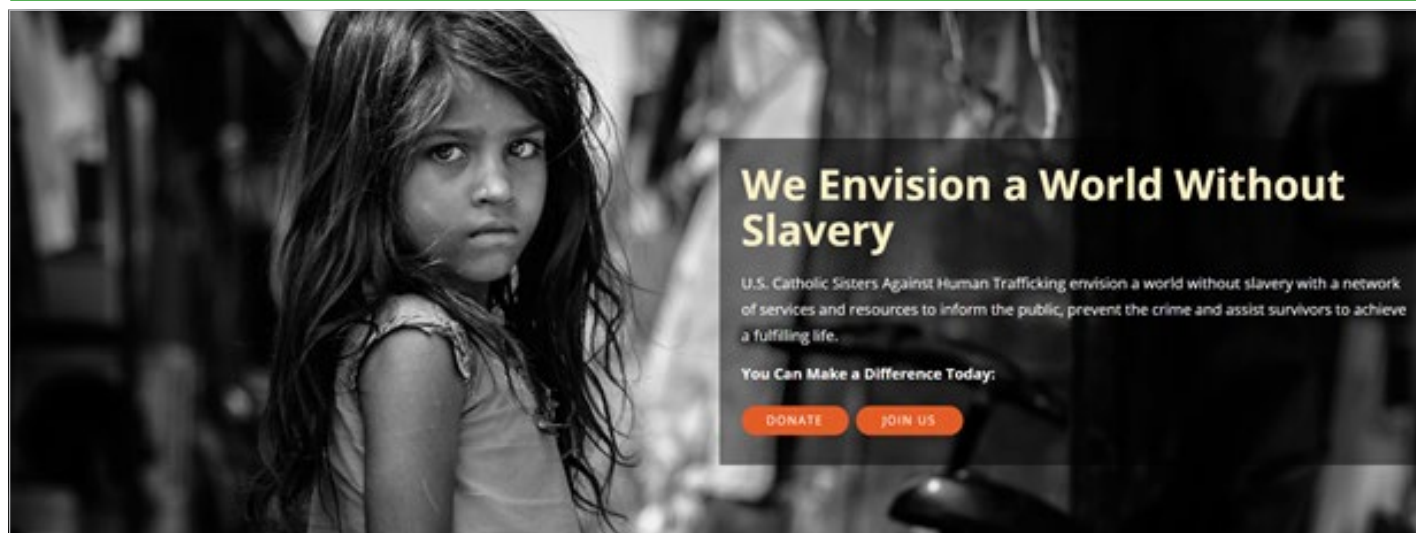 We Envision a World Without
Slavery
U.S. Catholic Sisters Against Human Trafficking envision a world without slavery with a network
of services and resources to inform the public, prevent the crime and assist survivors to achieve
a fulfilling life.
You Can Make a Difference Today:
DONATE JOIN US